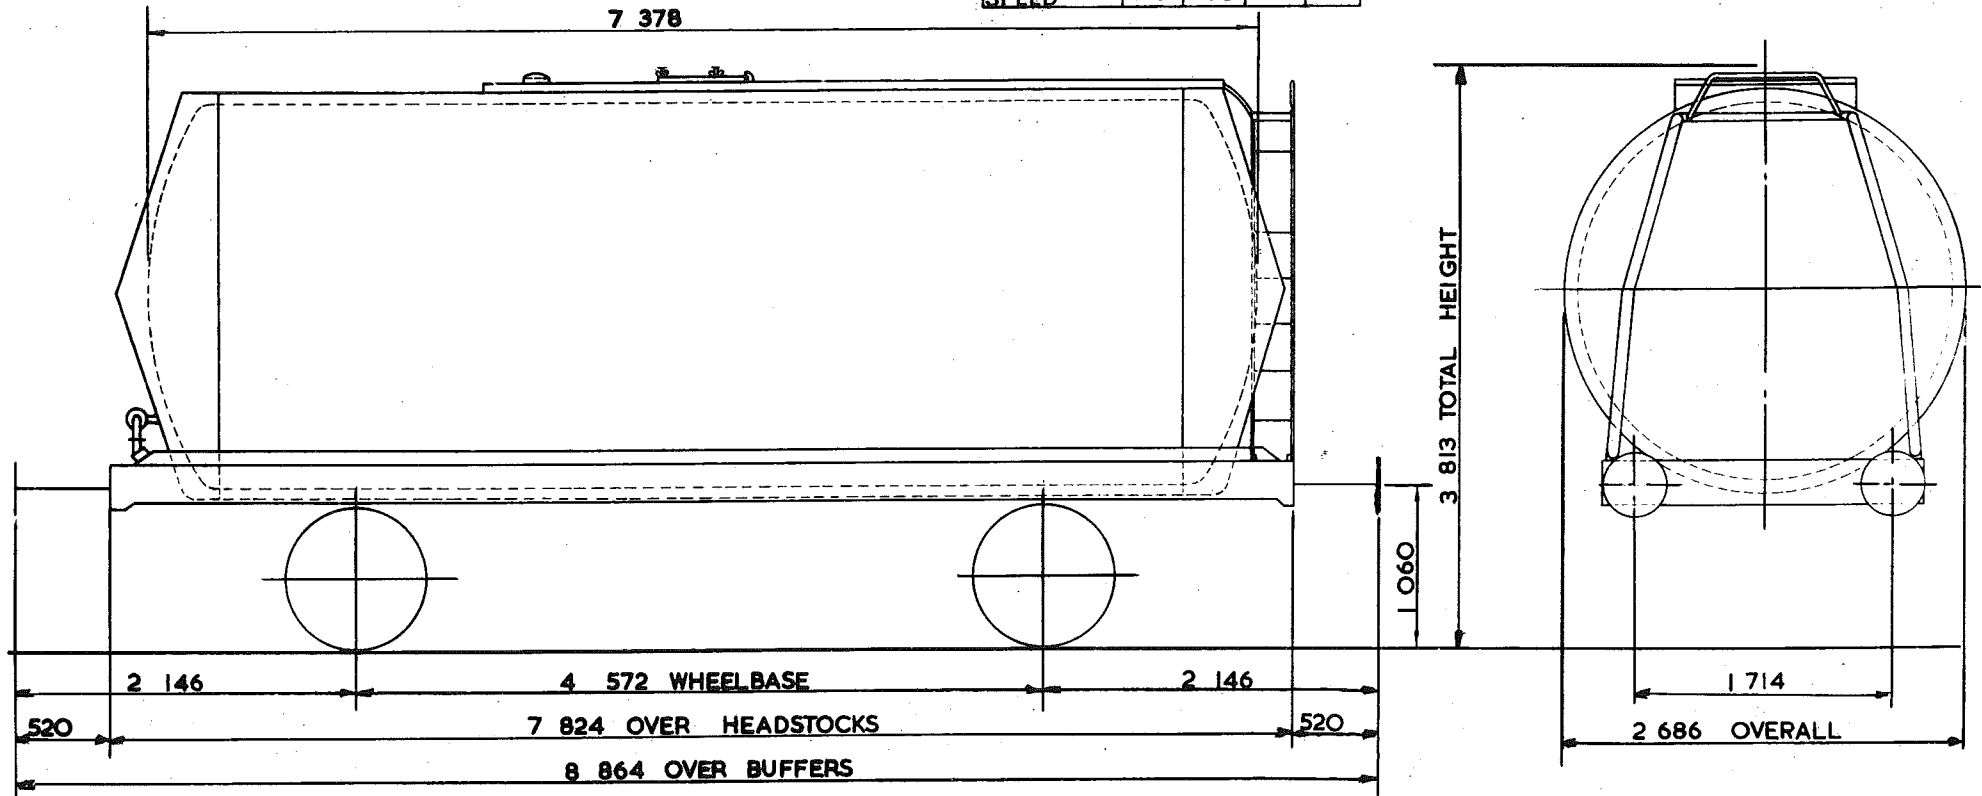 SPEED
7 378
3 813 TOTAL HEIGHT
1 060
2 146
4 572 WHEELBASE
2 146
1 714
520
7 824 OVER HEADSTOCKS
520
2 686 OVERALL
8 864 OVER BUFFERS